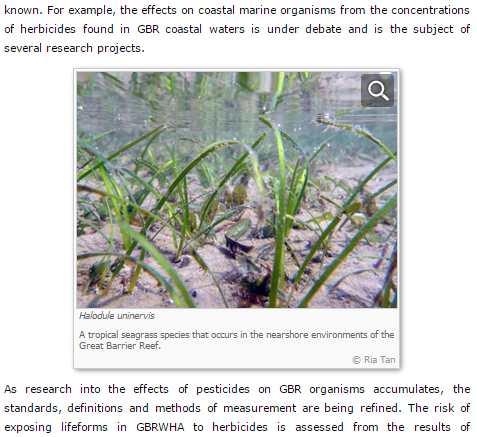 known. For example, the effects on coastal marine organisms from the concentrations
of herbicides found in GBR coastal waters is under debate and is the subject of
several research projects.
Halodule uninervis
A tropical seagrass species that occurs in the nearshore environments of the
Great Barrier Reef.
© Ria Tan
As research into the effects of pesticides on GBR organisms accumulates, the
standards, definitions and methods of measurement are being refined. The risk of
exposing lifeforms in GBRWHA to herbicides is assessed from the results of